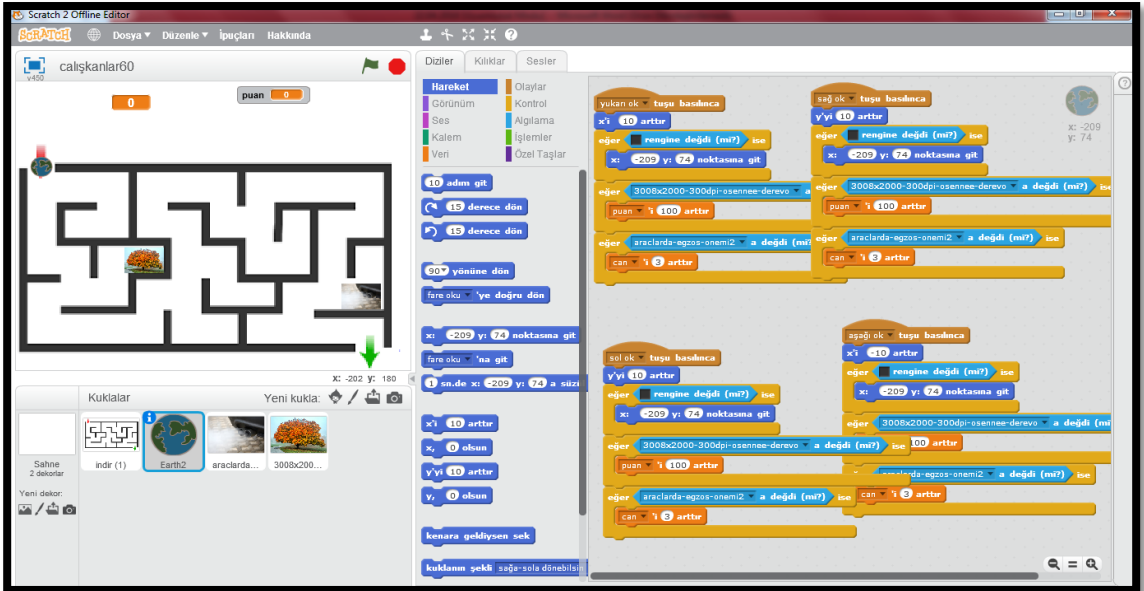 Scratch 2 Offline Editor
SCRATCH Dosya Düzenle İpuçları Hakkında
v450 calışkanlar60
0
puan 0
X: -202 y: 180
Kuklalar Yeni kukla:
Sahne
2 dekorlar
Yeni dekor:
indir (1)
Earth2
araclarda...
3008x200...
Diziler Kılıklar Sesler
Hareket Olaylar
Görünüm Kontrol
Ses Algılama
Kalem İşlemler
Veri Özel Taşlar
10 adım git
15 derece dön
15 derece dön
90 yönüne dön
fare oku 'ye doğru dön
x: -209 y: 74 noktasına git
fare oku 'na git
1 sn.de x: -209 y: 74 a süzü
x'i 10 arttır
x, 0 olsun
y'yi 10 arttır
y, 0 olsun
kenara geldiysen sek
kuklanın şekli sağa-sola dönebilsin
yukarı ok tuşu basılınca
x'i 10 arttır
eğer rengine değdi (mi?) ise
x: -209 y: 74 noktasına git
eğer 3008x2000-300dpi-osennee-derevo a
puan 'i 100 arttır
eğer araclarda-egzos-onemi2 a değdi (mi?)
can 'i 3 arttır
sağ ok tuşu basılınca
y'yi 10 arttır
eğer rengine değdi (mi?) ise
x: -209 y: 74 noktasına git
eğer 3008x2000-300dpi-osennee-derevo a değdi (mi?) ise
puan 'i 100 arttır
eğer araclarda-egzos-onemi2 a değdi (mi?) ise
can 'i 3 arttır
x: -209
y: 74
sol ok tuşu basılınca
y'yi 10 arttır
eğer rengine değdi (mi?) ise
x: -209 y: 74 noktasına git
eğer 3008x2000-300dpi-osennee-derevo a değdi (mi?) ise
puan 'i 100 arttır
eğer araclarda-egzos-onemi2 a değdi (mi?) ise
can 'i 3 arttır
aşağı ok tuşu basılınca
x'i -10 arttır
eğer rengine değdi (mi?) ise
x: -209 y: 74 noktasına git
eğer 3008x2000-300dpi-osennee-derevo a değdi (mi
100 arttır
araclarda-egzos-onemi2 a değdi (mi?) ise
can 'i 3 arttır